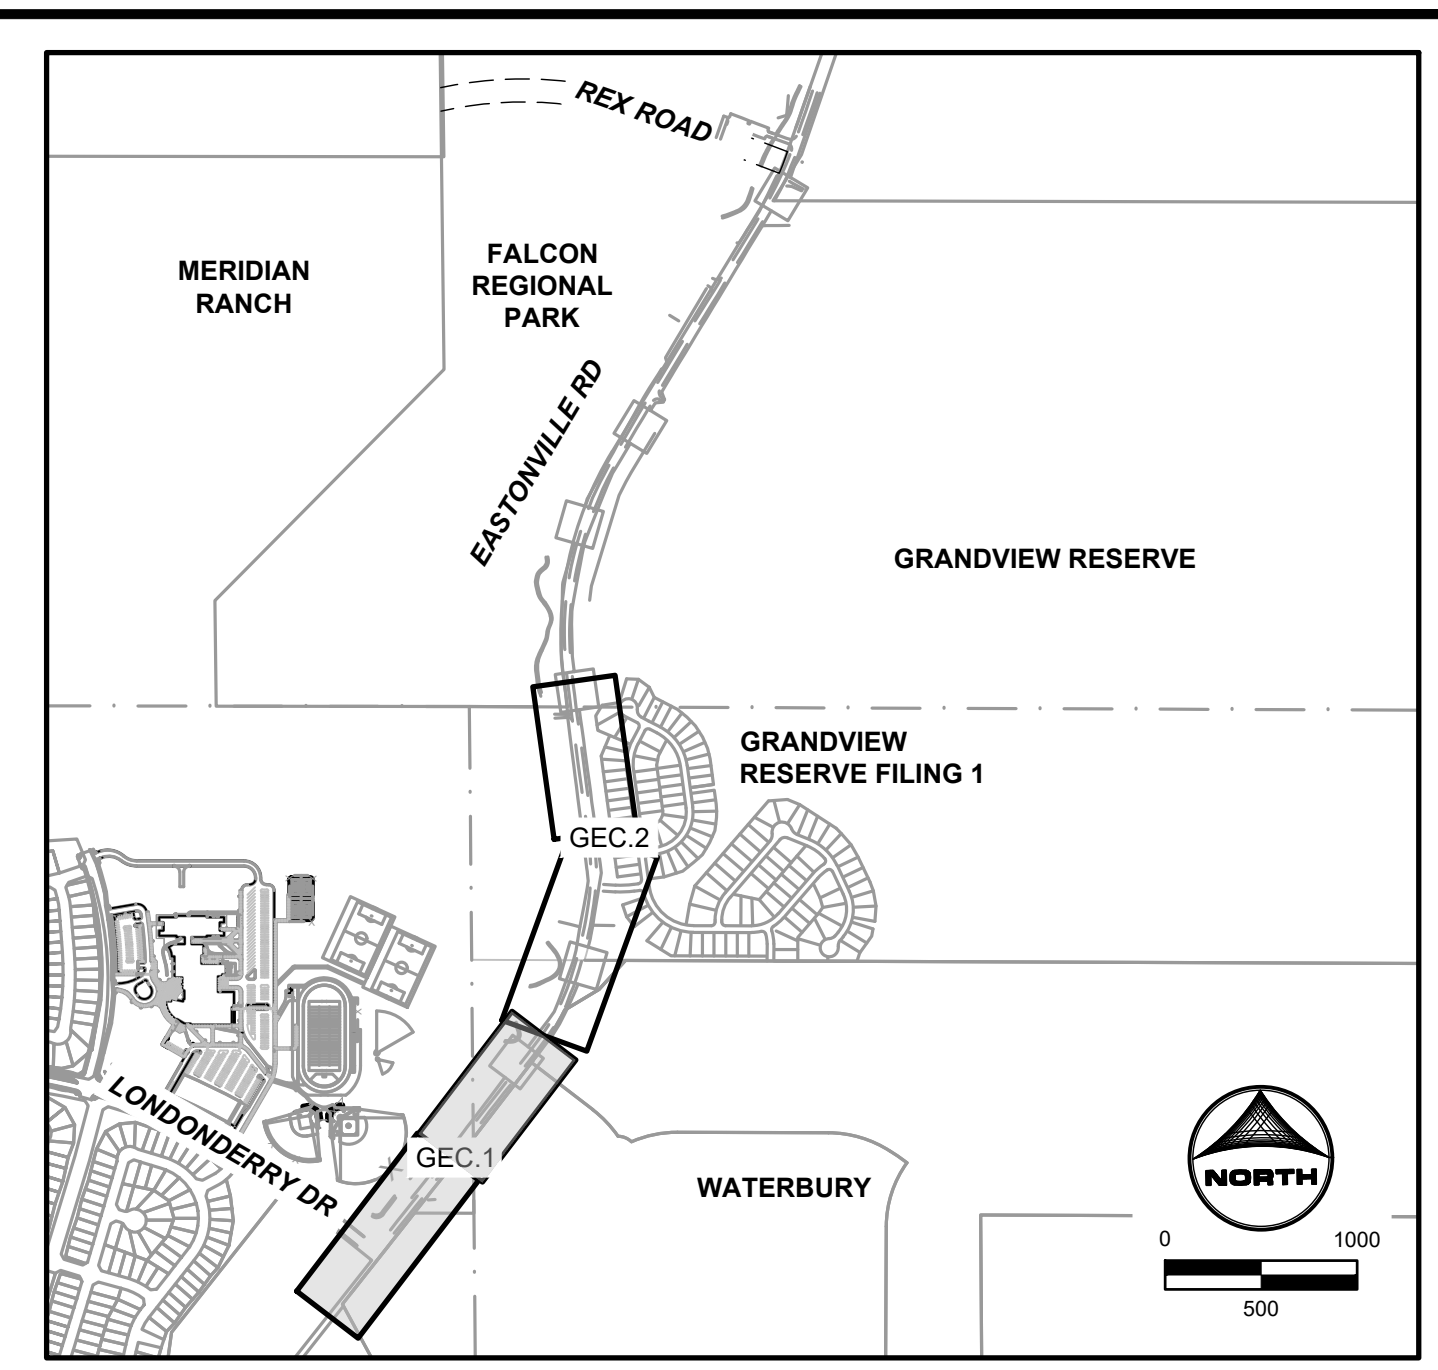 REX ROAD
MERIDIAN
RANCH
FALCON
REGIONAL
PARK
EASTONVILLE RD
GRANDVIEW RESERVE
GRANDVIEW
RESERVE FILING 1
GEC.2
LONDONDERRY DR
GEC.1
WATERBURY
NORTH
0
1000
500